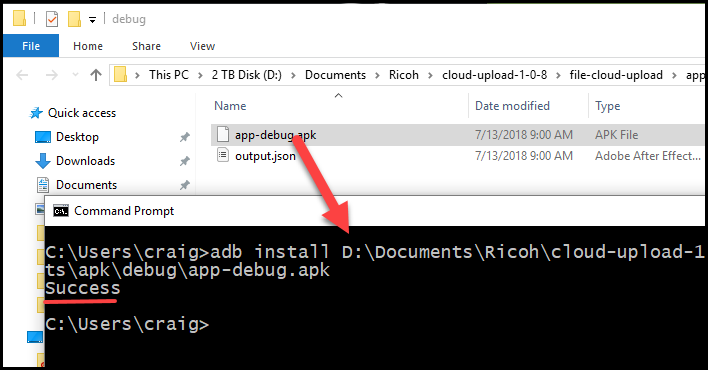 debug
File Home Share View
This PC > 2 TB Disk (D:) > Documents > Ricoh > cloud-upload-1-0-8 > file-cloud-upload > app
Quick access
Desktop
Downloads
Documents
Name Date modified Type
app-debug.apk 7/13/2018 9:00 AM APK File
output.json 7/13/2018 9:00 AM Adobe After Effect...
C:\.
Command Prompt
C:\Users\craig>adb install D:\Documents\Ricoh\cloud-upload-1
ts\apk\debug\app-debug.apk
Success
C:\Users\craig>